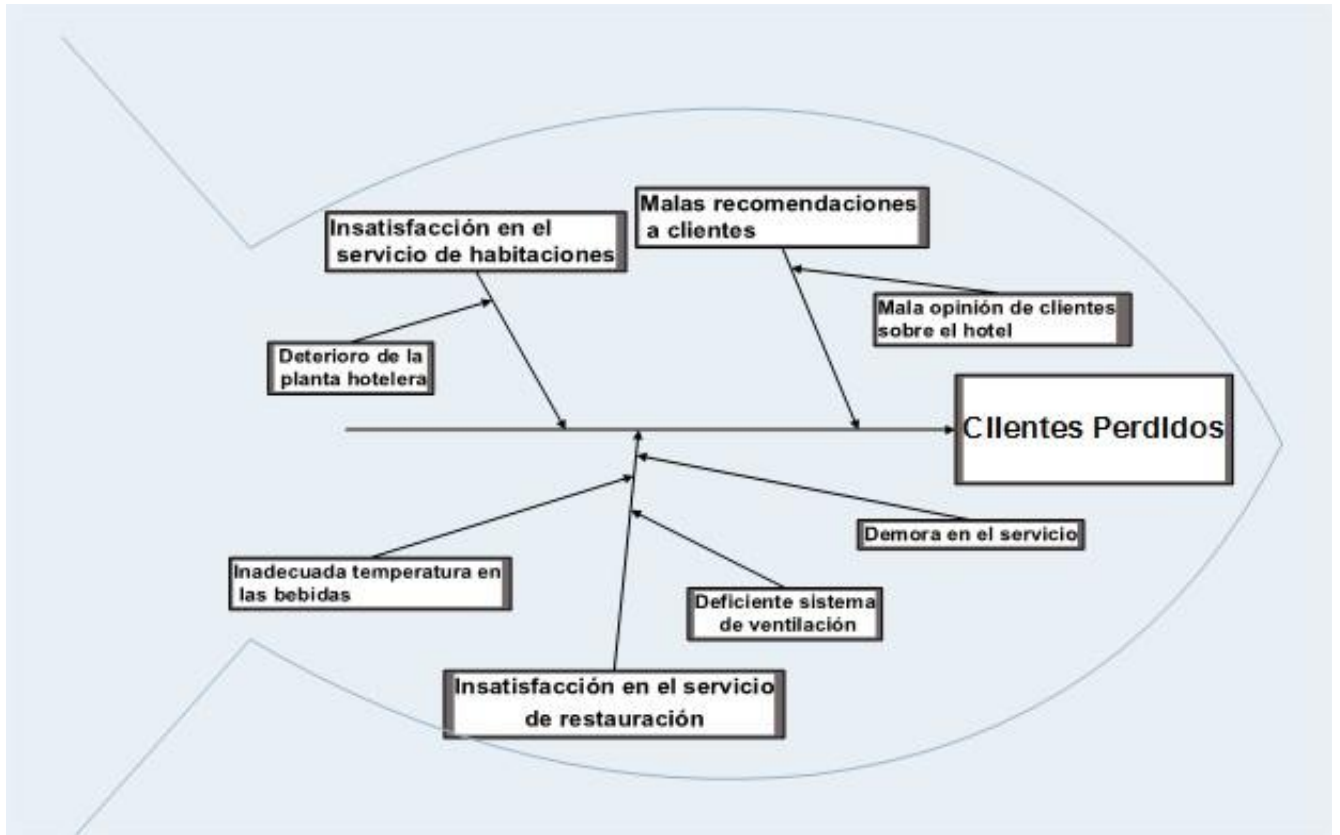 Malas recomendaciones
a clientes
Insatisfacción en el
servicio de habitaciones
Mala opinión de clientes
sobre el hotel
Deterioro de la
planta hotelera
Clientes Perdidos
Demora en el servicio
Inadecuada temperatura en
las bebidas
Deficiente sistema
de ventilación
Insatisfacción en el servicio
de restauración